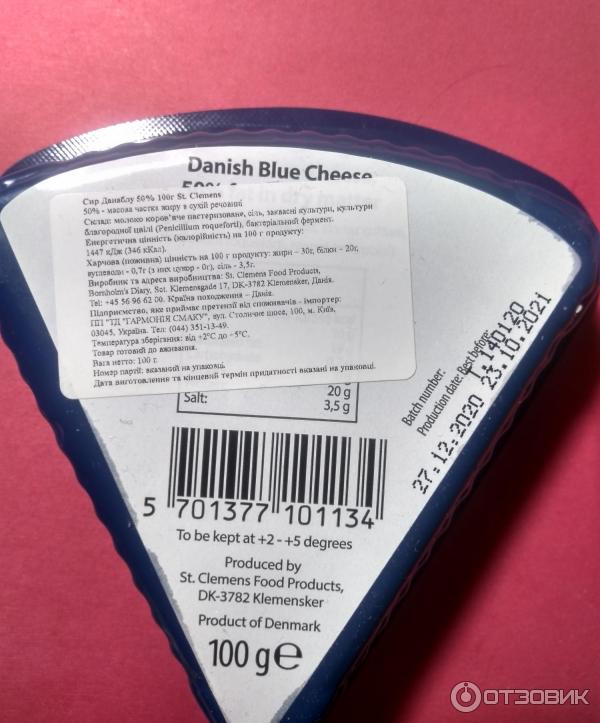 Danish Blue Cheese
Сир Данаблу 50% 100г St. Clemens
50% - масова частка жиру в сухій речовині
Склад: молоко коров'яче пастеризоване, сіль, заквасні культури, культури
благородної цвілі (Penicillium roqueforti), бактеріальний фермент.
Енергетична цінність (калорійність) на 100 г продукту:
1447 кДж (346 кКал).
Харчова (поживна) цінність на 100 г продукту: жири – 30г, білки - 20г,
вуглеводи - 0,7г (з них цукор - 0г), сіль - 3,5г.
Виробник та адреса виробництва: St. Clemens Food Products,
Bornholm's Diary, Sct. Klemensgade 17, DK-3782 Klemensker, Данія.
Tel: +45 56 96 62 00. Країна походження – Данія.
Підприємство, яке приймає претензії від споживачів - імпортер:
ПП "ТД "ГАРМОНІЯ СМАКУ", вул. Столичне шосе, 100, м. Київ,
03045, Україна. Тел: (044) 351-13-49.
Температура зберігання: від +2°С до +5°С.
Товар готовий до вживання.
Вага нетто: 100 г.
Номер партії: вказаний на упаковці.
Дата виготовлення та кінцевий термін придатності вказані на упаковці.
20 g
Salt: 3,5 g
Batch number: 1.140120
Production date: Best before:
27.12.2020 23.10.2021
5 701377 101134
To be kept at +2 - +5 degrees
Produced by
St. Clemens Food Products,
DK-3782 Klemensker
Product of Denmark
100 g e
ОТЗОВИК